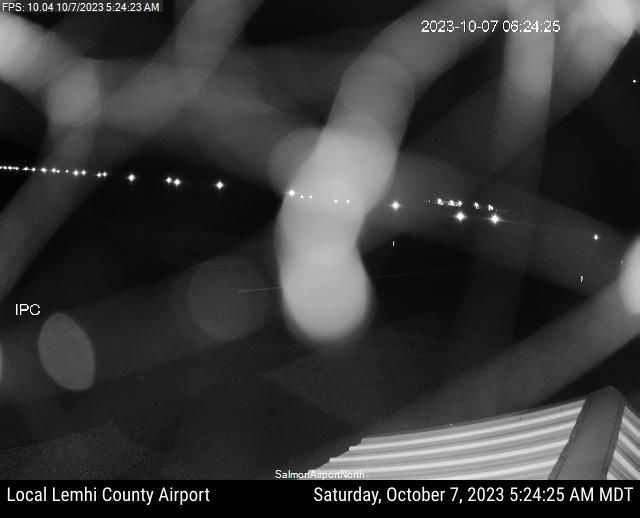 FPS: 10.04 10/7/2023 5:24:23 AM
2023-10-07 06:24:25
IPC
SalmonAirportNorth
Local Lemhi County Airport
Saturday, October 7, 2023 5:24:25 AM MDT